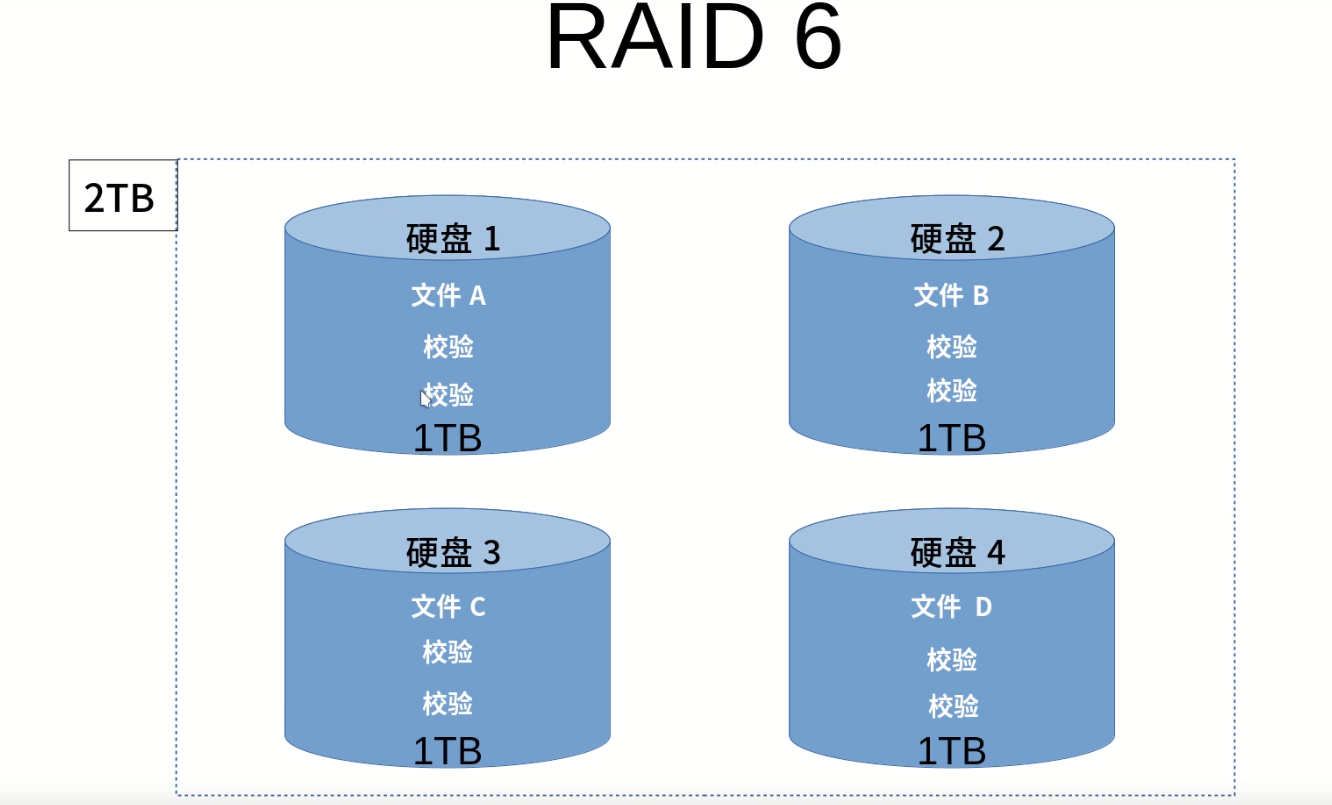 RAID 6
2TB
硬盘 1
文件 A
校验
校验
1TB
硬盘 2
文件 B
校验
校验
1TB
硬盘 3
文件 C
校验
校验
1TB
硬盘 4
文件 D
校验
校验
1TB